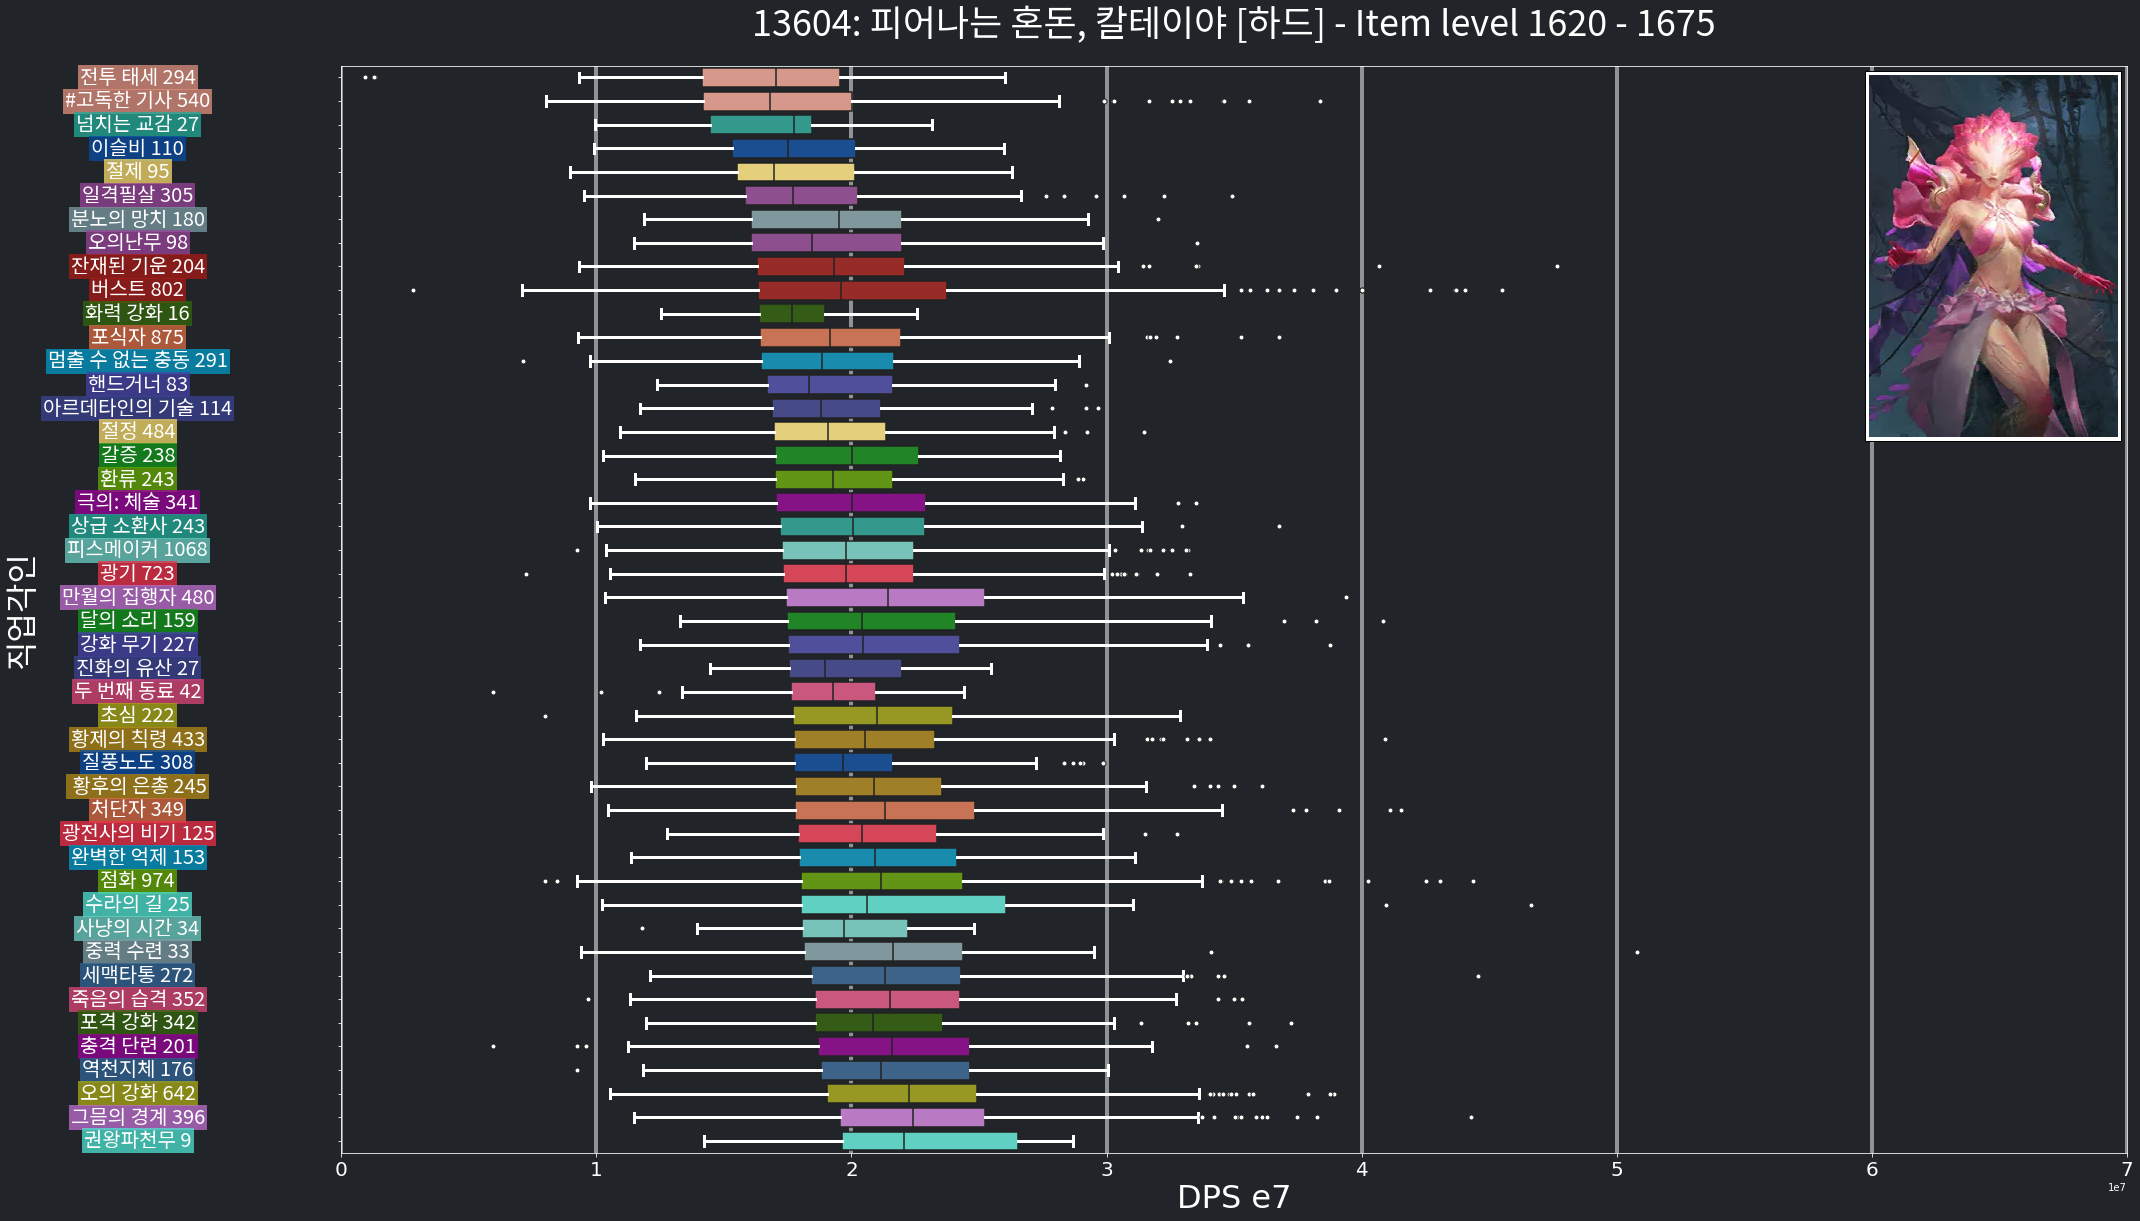 13604: 피어나는 혼돈, 칼테이야 [하드] - Item level 1620 - 1675
전투 태세 294
#고독한 기사 540
넘치는 교감 27
이슬비 110
절제 95
일격필살 305
분노의 망치 180
오의난무 98
잔재된 기운 204
버스트 802
화력 강화 16
포식자 875
멈출 수 없는 충동 291
핸드거너 83
아르데타인의 기술 114
절정 484
갈증 238
환류 243
극의: 체술 341
상급 소환사 243
피스메이커 1068
광기 723
만월의 집행자 480
달의 소리 159
강화 무기 227
진화의 유산 27
두 번째 동료 42
초심 222
황제의 칙령 433
질풍노도 308
황후의 은총 245
처단자 349
광전사의 비기 125
완벽한 억제 153
점화 974
수라의 길 25
사냥의 시간 34
중력 수련 33
세맥타통 272
죽음의 습격 352
포격 강화 342
충격 단련 201
역천지체 176
오의 강화 642
그믐의 경계 396
권왕파천무 9
직업각인
0 1 2 3 4 5 6 7
1e7
DPS e7